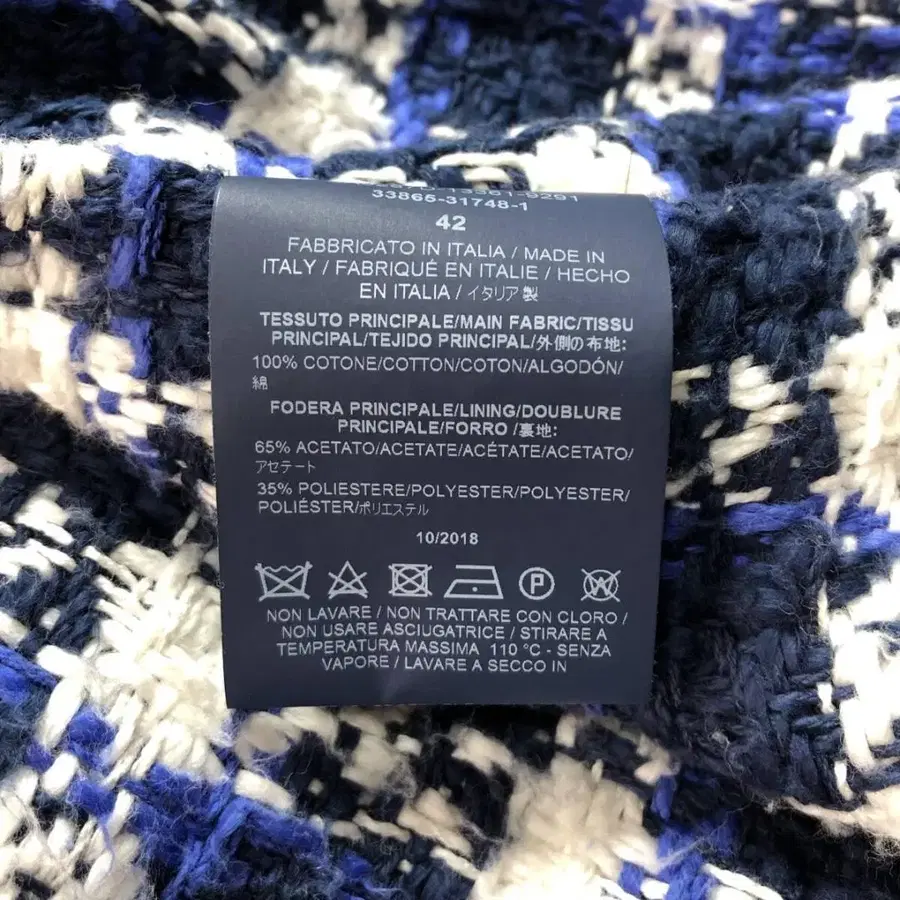 33865-31748-1
42
FABBRICATO IN ITALIA / MADE IN
ITALY / FABRIQUÉ EN ITALIE / HECHO
EN ITALIA / イタリア製
TESSUTO PRINCIPALE/MAIN FABRIC/TISSU
PRINCIPAL/TEJIDO PRINCIPAL/外側の布地:
100% COTONE/COTTON/COTON/ALGODÓN/
綿
FODERA PRINCIPALE/LINING/DOUBLURE
PRINCIPALE/FORRO /裏地:
65% ACETATO/ACETATE/ACÉTATE/ACETATO/
アセテート
35% POLIESTERE/POLYESTER/POLYESTER/
POLIÉSTER/ポリエステル
10/2018
P
W
NON LAVARE / NON TRATTARE CON CLORO /
NON USARE ASCIUGATRICE / STIRARE A
TEMPERATURA MASSIMA 110 °C - SENZA
VAPORE / LAVARE A SECCO IN